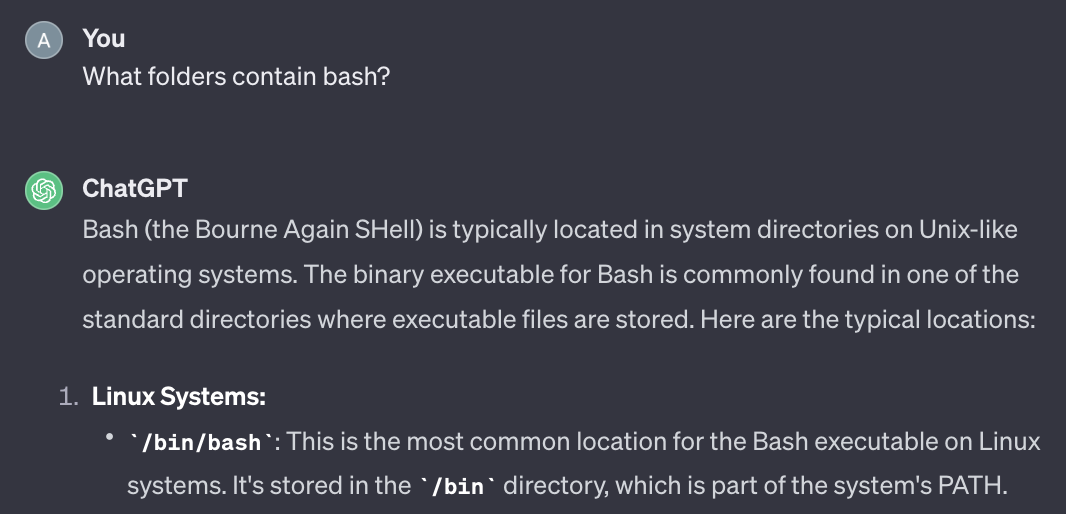 A
You
What folders contain bash?
ChatGPT
Bash (the Bourne Again SHell) is typically located in system directories on Unix-like
operating systems. The binary executable for Bash is commonly found in one of the
standard directories where executable files are stored. Here are the typical locations:
1. Linux Systems:
• `/bin/bash`: This is the most common location for the Bash executable on Linux
systems. It's stored in the `/bin` directory, which is part of the system's PATH.